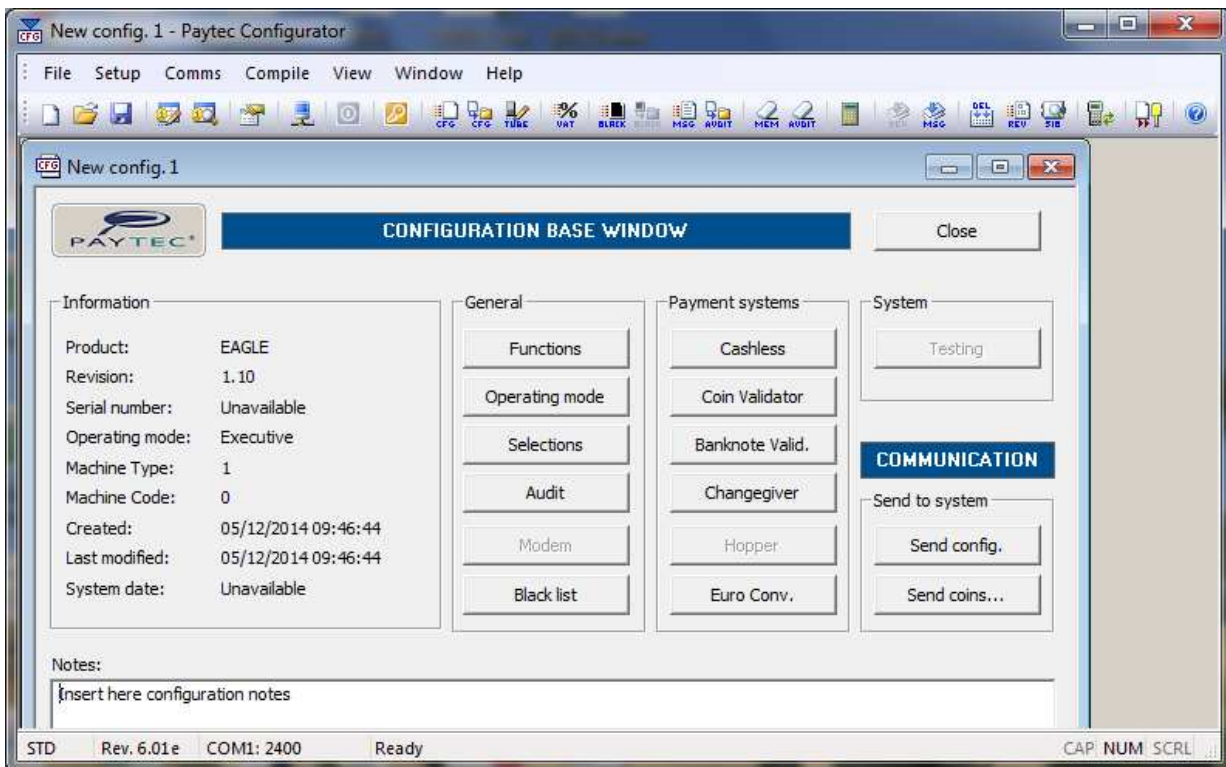 New config. 1 - Paytec Configurator
File Setup Comms Compile View Window Help
CFG CFG TUBE VAT BLACK MSG AUDIT MEM AUDIT MSG DEL REV SIB
New config. 1
PAYTEC
CONFIGURATION BASE WINDOW
Close
Information
Product: EAGLE
Revision: 1.10
Serial number: Unavailable
Operating mode: Executive
Machine Type: 1
Machine Code: 0
Created: 05/12/2014 09:46:44
Last modified: 05/12/2014 09:46:44
System date: Unavailable
General
Functions
Operating mode
Selections
Audit
Modem
Black list
Payment systems
Cashless
Coin Validator
Banknote Valid.
Changegiver
Hopper
Euro Conv.
System
Testing
COMMUNICATION
Send to system
Send config.
Send coins...
Notes:
Insert here configuration notes
STD Rev. 6.01e COM1: 2400 Ready CAP NUM SCRL